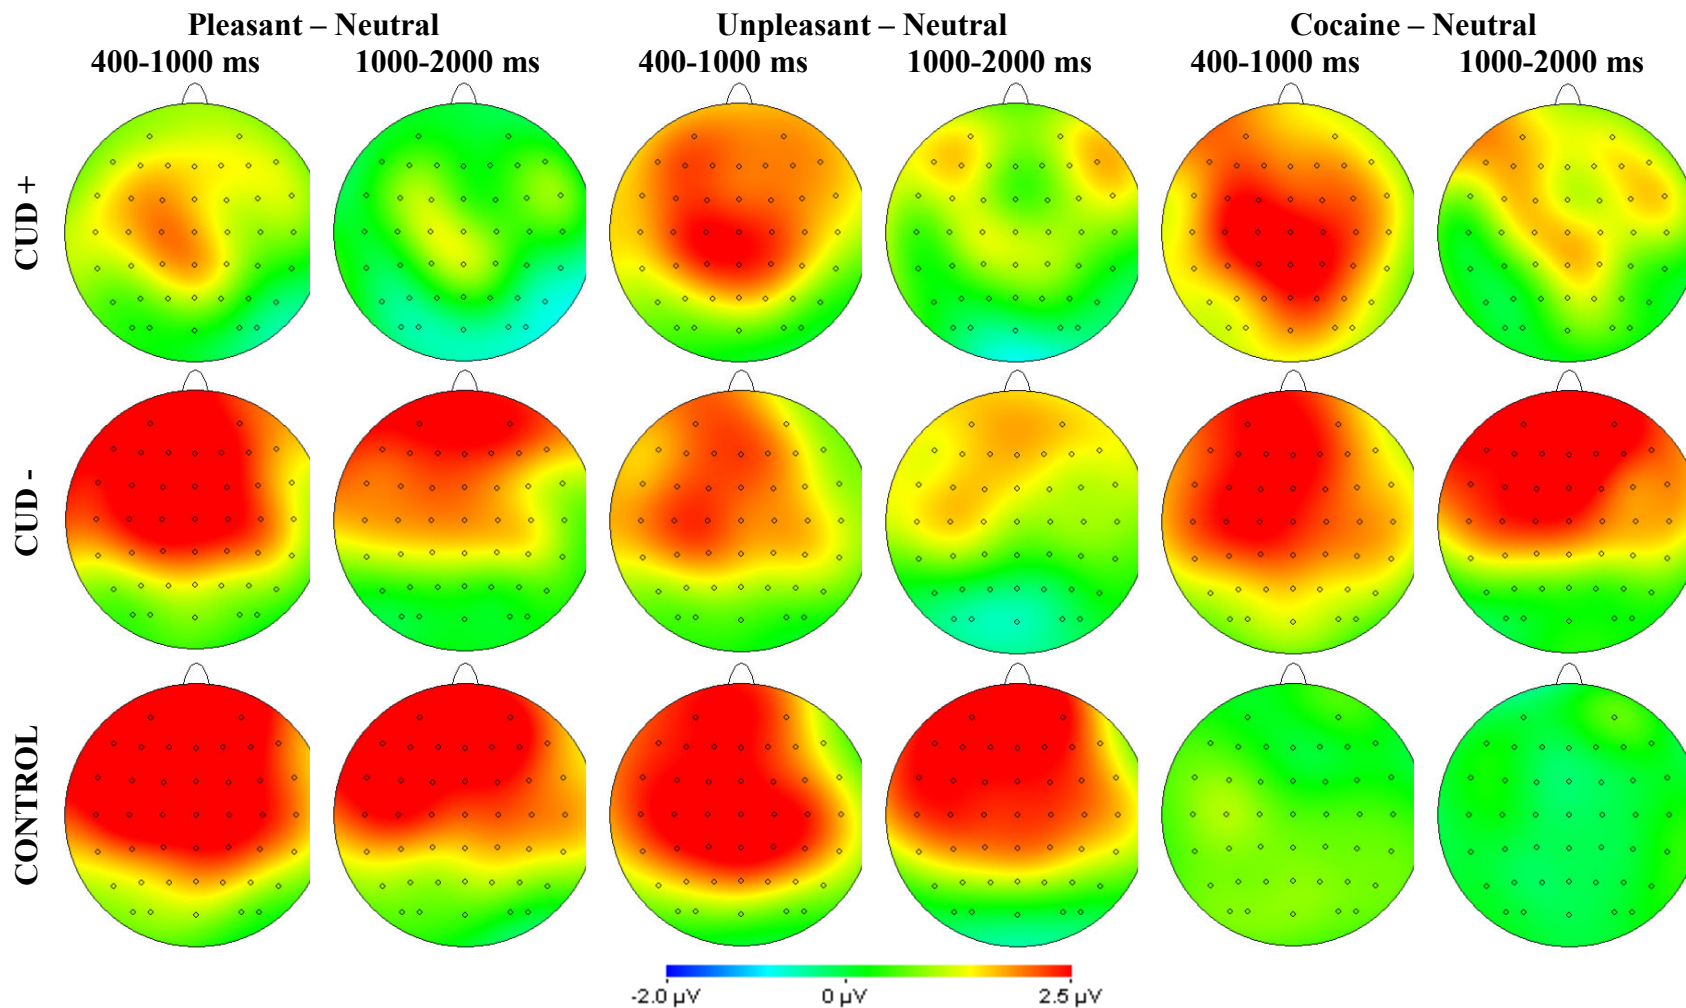 Pleasant – Neutral Unpleasant – Neutral Cocaine – Neutral
400-1000 ms 1000-2000 ms 400-1000 ms 1000-2000 ms 400-1000 ms 1000-2000 ms
CUD +
CUD -
CONTROL
-2.0 µV 0 µV 2.5 µV